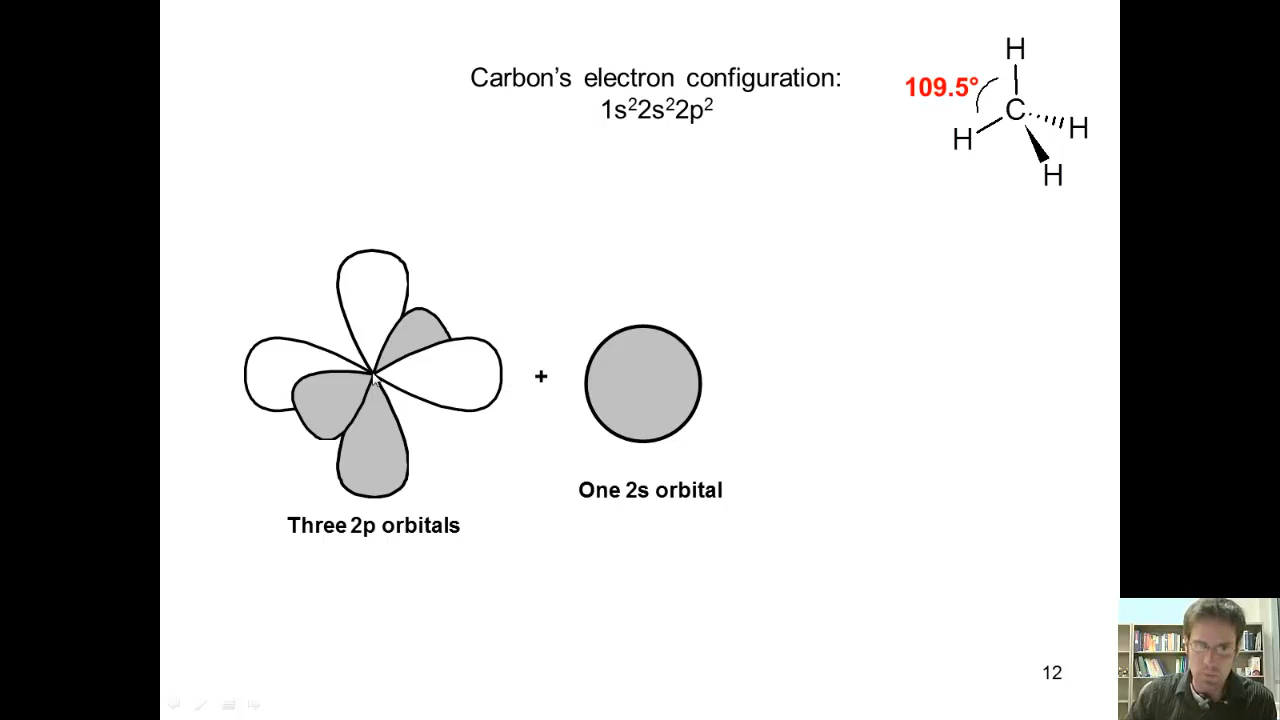 Carbon's electron configuration:
1s²2s²2p²
H
109.5°
C
H
H
H
+
One 2s orbital
Three 2p orbitals
12